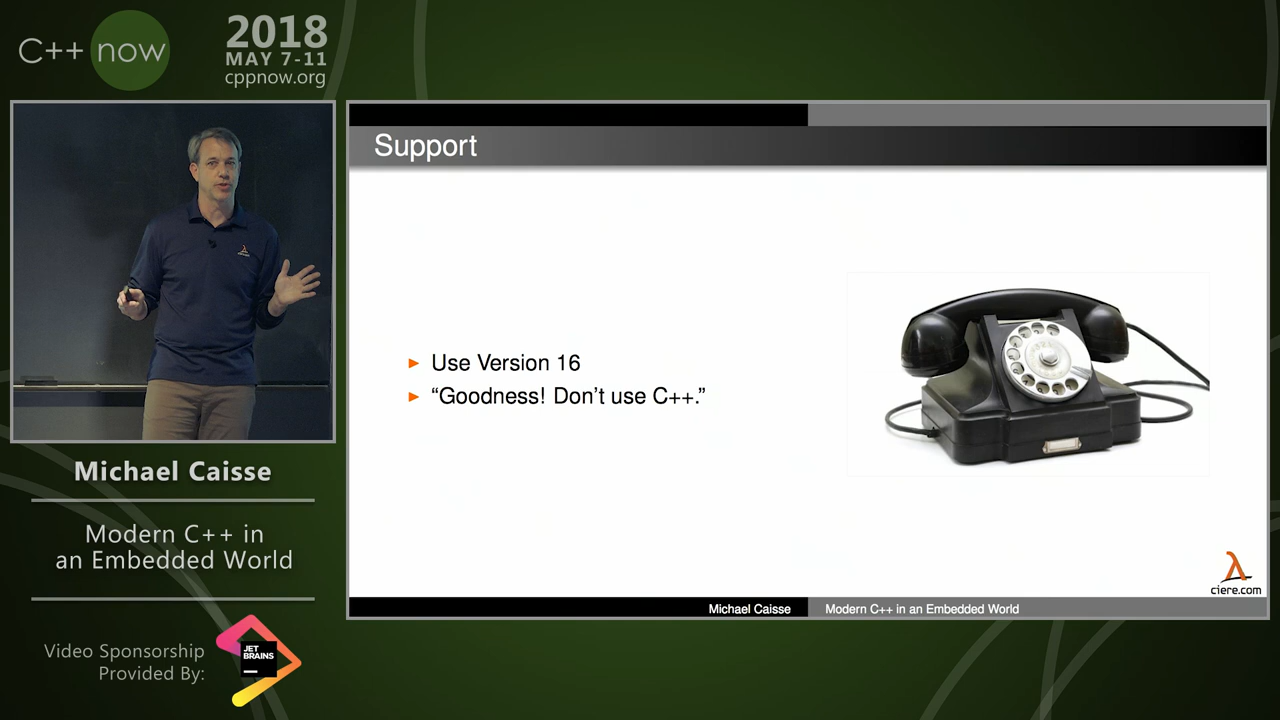 C++ now
2018
MAY 7-11
cppnow.org
Support
► Use Version 16
► “Goodness! Don’t use C++.”
λ
ciere.com
Michael Caisse
Modern C++ in an Embedded World
Michael Caisse
Modern C++ in
an Embedded World
Video Sponsorship
Provided By:
JET
BRAINS